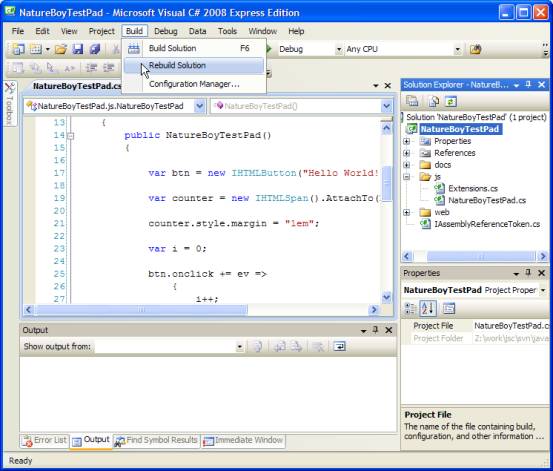 NatureBoyTestPad - Microsoft Visual C# 2008 Express Edition
File Edit View Project Build Debug Data Tools Window Help
Build Solution F6
Rebuild Solution
Configuration Manager...
Debug Any CPU
Toolbox
NatureBoyTestPad.cs
NatureBoyTestPad.js.NatureBoyTestPad NatureBoyTestPad()
13 {
14 public NatureBoyTestPad()
15 {
16
17 var btn = new IHTMLButton("Hello World!
18
19 var counter = new IHTMLSpan().AttachTo(
20
21 counter.style.margin = "1em";
22
23 var i = 0;
24
25 btn.onclick += ev =>
26 {
27 i++;
Solution Explorer - NatureB...
Solution 'NatureBoyTestPad' (1 project)
NatureBoyTestPad
Properties
References
docs
js
Extensions.cs
NatureBoyTestPad.cs
web
IAssemblyReferenceToken.cs
Properties
NatureBoyTestPad Project Proper
Project File NatureBoyTestPad.c
Project Folder Z:\work\jsc\svn\java
Project File
The name of the file containing build,
configuration, and other information ...
Output
Show output from:
Error List Output Find Symbol Results Immediate Window
Ready